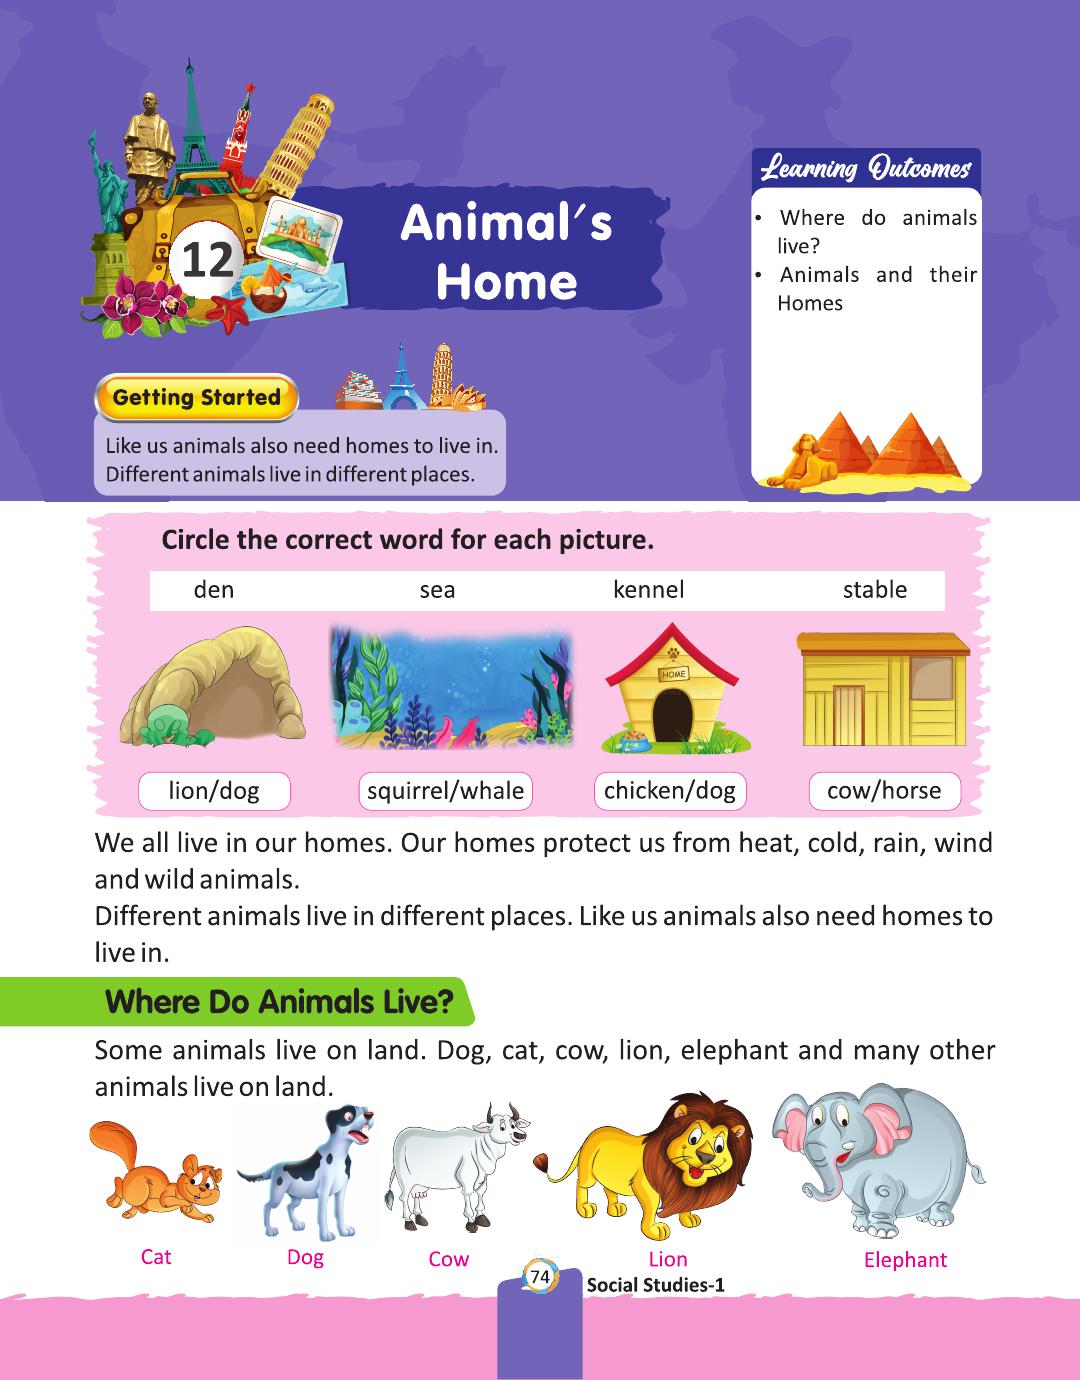 12
Animal's
Home
Learning Outcomes
• Where do animals
live?
• Animals and their
Homes
Getting Started
Like us animals also need homes to live in.
Different animals live in different places.
Circle the correct word for each picture.
den sea kennel stable
HOME
lion/dog squirrel/whale chicken/dog cow/horse
We all live in our homes. Our homes protect us from heat, cold, rain, wind
and wild animals.
Different animals live in different places. Like us animals also need homes to
live in.
Where Do Animals Live?
Some animals live on land. Dog, cat, cow, lion, elephant and many other
animals live on land.
Cat Dog Cow Lion Elephant
74
Social Studies-1